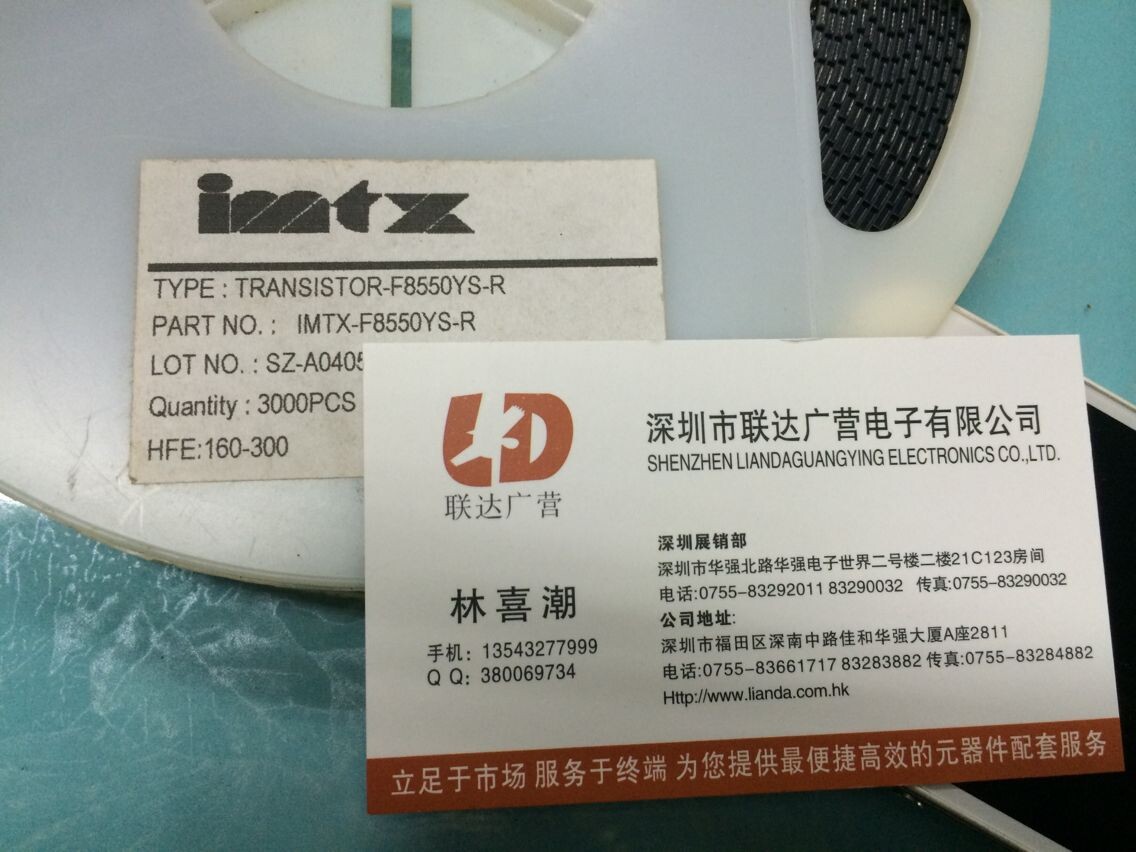 imtx
TYPE : TRANSISTOR-F8550YS-R
PART NO. : IMTX-F8550YS-R
LOT NO. : SZ-A0405
Quantity : 3000PCS
HFE:160-300
LD
联达广营
深圳市联达广营电子有限公司
SHENZHEN LIANDAGUANGYING ELECTRONICS CO.,LTD.
林喜潮
手机：13543277999
Q Q：380069734
深圳展销部
深圳市华强北路华强电子世界二号楼二楼21C123房间
电话:0755-83292011 83290032 传真:0755-83290032
公司地址:
深圳市福田区深南中路佳和华强大厦A座2811
电话:0755-83661717 83283882 传真:0755-83284882
Http://www.lianda.com.hk
立足于市场 服务于终端 为您提供最便捷高效的元器件配套服务